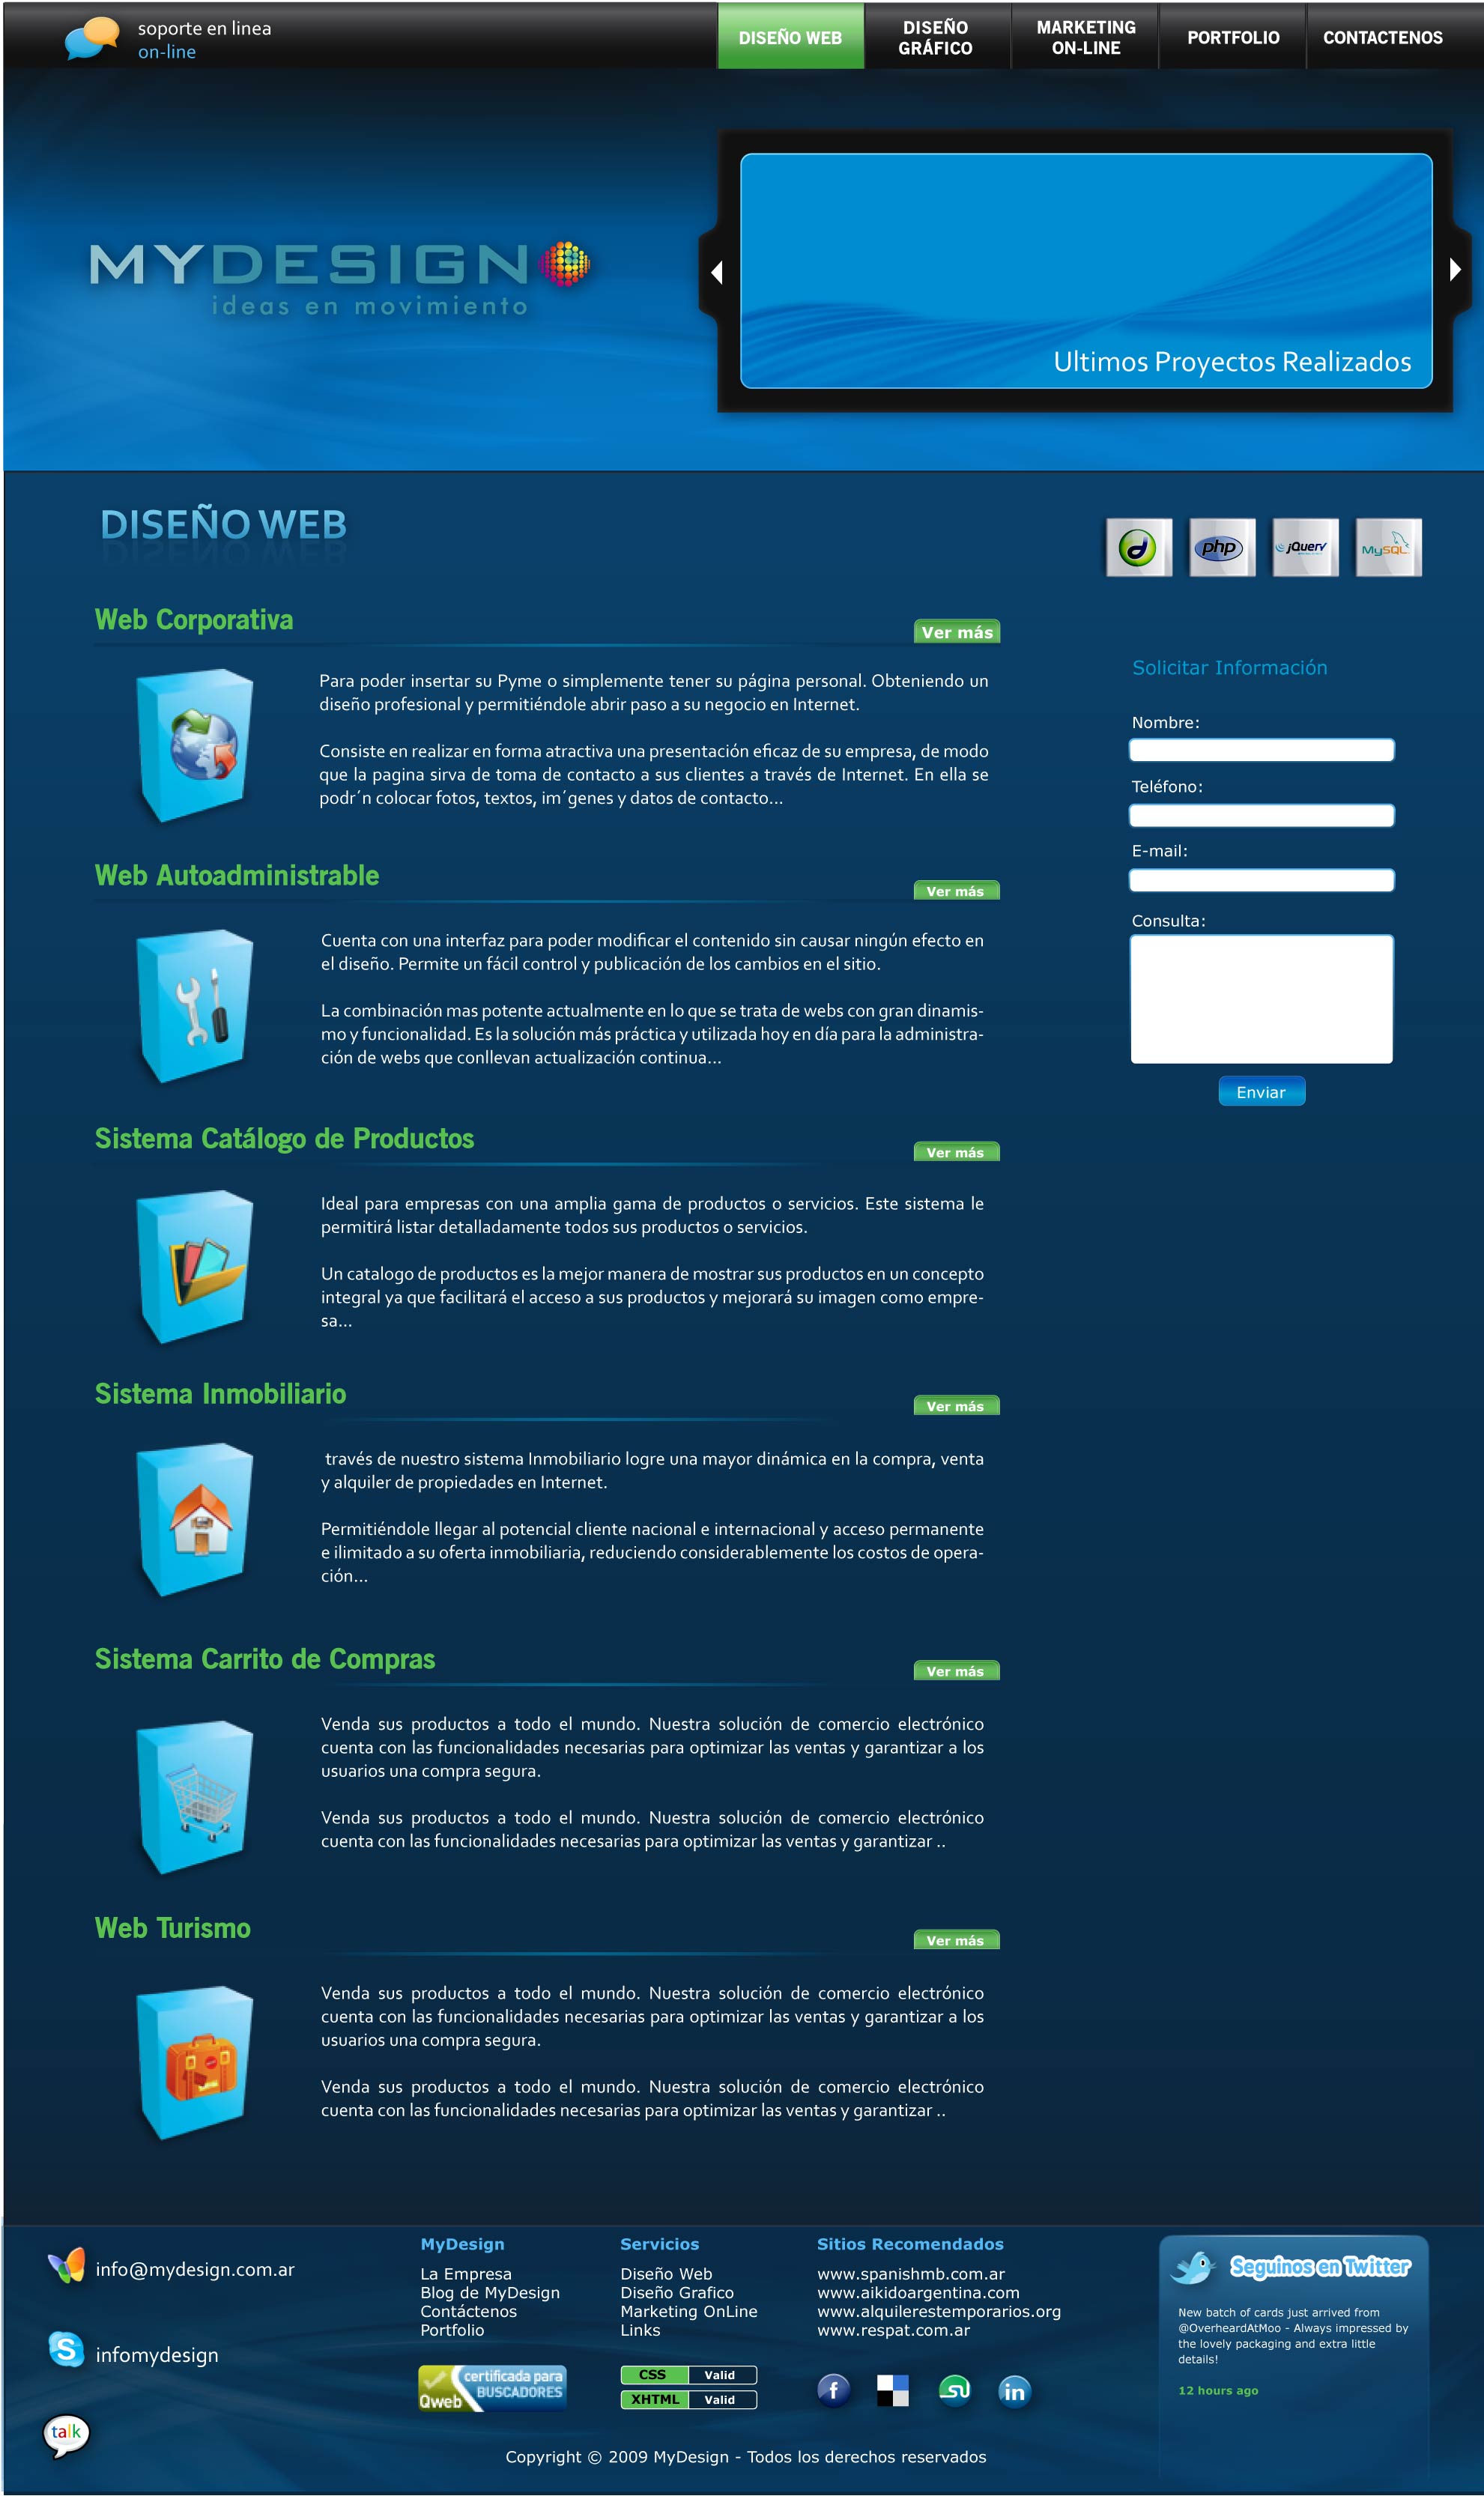 soporte en linea
on-line
DISEÑO WEB
DISEÑO
GRÁFICO
MARKETING
ON-LINE
PORTFOLIO
CONTACTENOS
MYDESIGN
ideas en movimiento
Ultimos Proyectos Realizados
DISEÑO WEB
php
jQuery
MySQL
Web Corporativa
Ver más
Para poder insertar su Pyme o simplemente tener su página personal. Obteniendo un
diseño profesional y permitiéndole abrir paso a su negocio en Internet.
Consiste en realizar en forma atractiva una presentación eficaz de su empresa, de modo
que la pagina sirva de toma de contacto a sus clientes a través de Internet. En ella se
podr´n colocar fotos, textos, im´genes y datos de contacto...
Solicitar Información
Nombre:
Teléfono:
E-mail:
Consulta:
Enviar
Web Autoadministrable
Ver más
Cuenta con una interfaz para poder modificar el contenido sin causar ningún efecto en
el diseño. Permite un fácil control y publicación de los cambios en el sitio.
La combinación mas potente actualmente en lo que se trata de webs con gran dinamis-
mo y funcionalidad. Es la solución más práctica y utilizada hoy en día para la administra-
ción de webs que conllevan actualización continua...
Sistema Catálogo de Productos
Ver más
Ideal para empresas con una amplia gama de productos o servicios. Este sistema le
permitirá listar detalladamente todos sus productos o servicios.
Un catalogo de productos es la mejor manera de mostrar sus productos en un concepto
integral ya que facilitará el acceso a sus productos y mejorará su imagen como empre-
sa...
Sistema Inmobiliario
Ver más
través de nuestro sistema Inmobiliario logre una mayor dinámica en la compra, venta
y alquiler de propiedades en Internet.
Permitiéndole llegar al potencial cliente nacional e internacional y acceso permanente
e ilimitado a su oferta inmobiliaria, reduciendo considerablemente los costos de opera-
ción...
Sistema Carrito de Compras
Ver más
Venda sus productos a todo el mundo. Nuestra solución de comercio electrónico
cuenta con las funcionalidades necesarias para optimizar las ventas y garantizar a los
usuarios una compra segura.
Venda sus productos a todo el mundo. Nuestra solución de comercio electrónico
cuenta con las funcionalidades necesarias para optimizar las ventas y garantizar ..
Web Turismo
Ver más
Venda sus productos a todo el mundo. Nuestra solución de comercio electrónico
cuenta con las funcionalidades necesarias para optimizar las ventas y garantizar a los
usuarios una compra segura.
Venda sus productos a todo el mundo. Nuestra solución de comercio electrónico
cuenta con las funcionalidades necesarias para optimizar las ventas y garantizar ..
info@mydesign.com.ar
infomydesign
talk
MyDesign
La Empresa
Blog de MyDesign
Contáctenos
Portfolio
Qweb certificada para
BUSCADORES
Servicios
Diseño Web
Diseño Grafico
Marketing OnLine
Links
CSS Valid
XHTML Valid
Sitios Recomendados
www.spanishmb.com.ar
www.aikidoargentina.com
www.alquilerestemporarios.org
www.respat.com.ar
f
in
Seguinos en Twitter
New batch of cards just arrived from
@OverheardAtMoo - Always impressed by
the lovely packaging and extra little
details!
12 hours ago
Copyright © 2009 MyDesign - Todos los derechos reservados